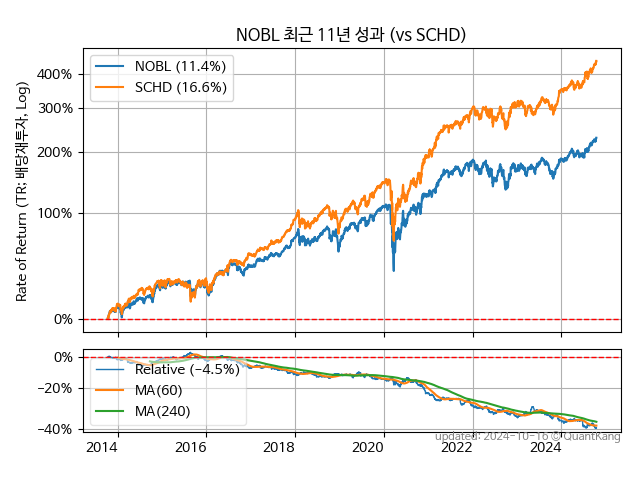 NOBL 최근 11년 성과 (vs SCHD)
NOBL (11.4%)
SCHD (16.6%)
400%
300%
200%
100%
0%
Rate of Return (TR: 배당재투자, Log)
Relative (−4.5%)
MA(60)
MA(240)
0%
−20%
−40%
2014 2016 2018 2020 2022 2024
updated: 2024-10-16 © QuantKang